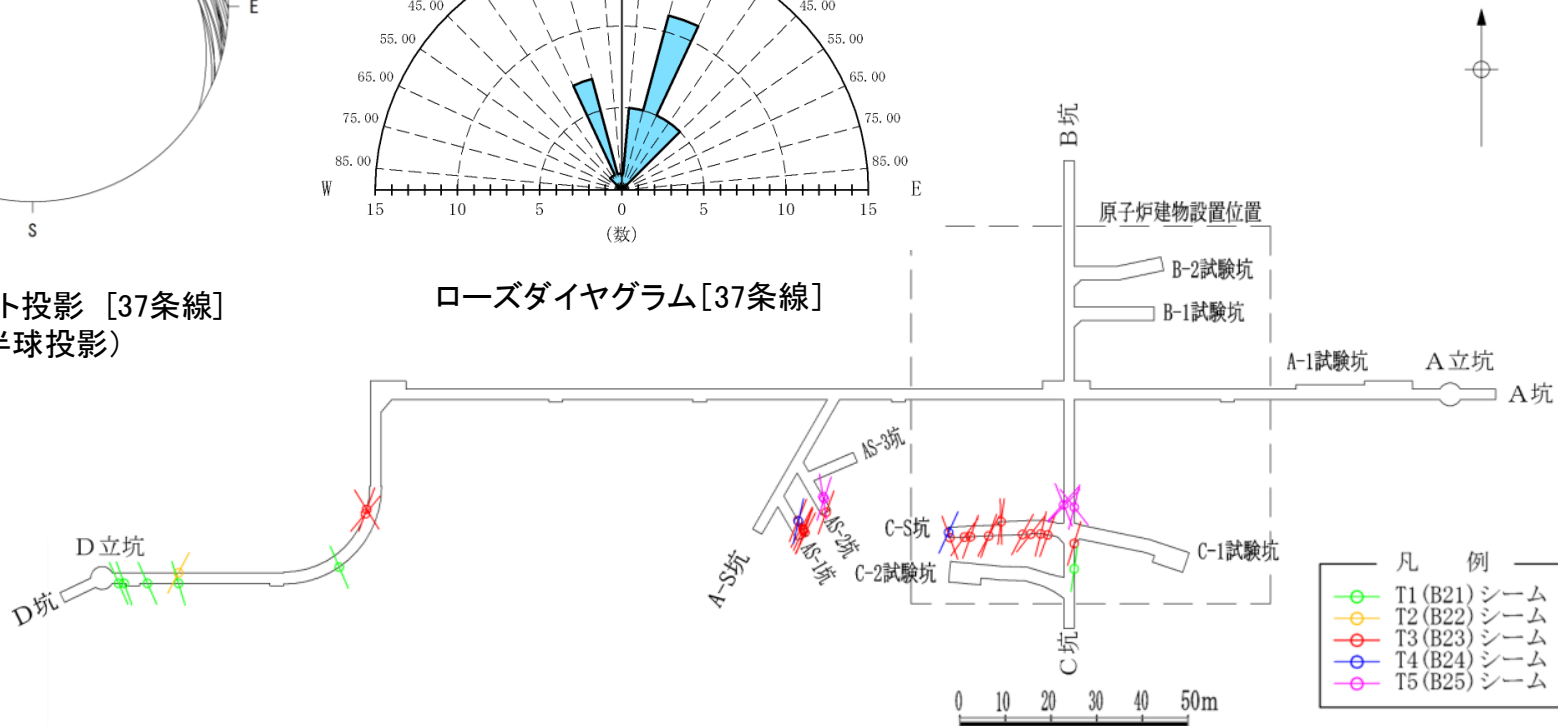 E
S
45.00
55.00
65.00
75.00
85.00
45.00
55.00
65.00
75.00
85.00
W
E
15
10
5
0
5
10
15
(数)
ト投影 [37条線]
半球投影)
ローズダイヤグラム[37条線]
B坑
原子炉建物設置位置
B-2試験坑
B-1試験坑
A-1試験坑
A立坑
A坑
AS-3坑
AS-2坑
AS-1坑
A-S坑
C-S坑
C-1試験坑
C-2試験坑
C坑
D立坑
D坑
凡 例
T1(B21)シーム
T2(B22)シーム
T3(B23)シーム
T4(B24)シーム
T5(B25)シーム
0 10 20 30 40 50m